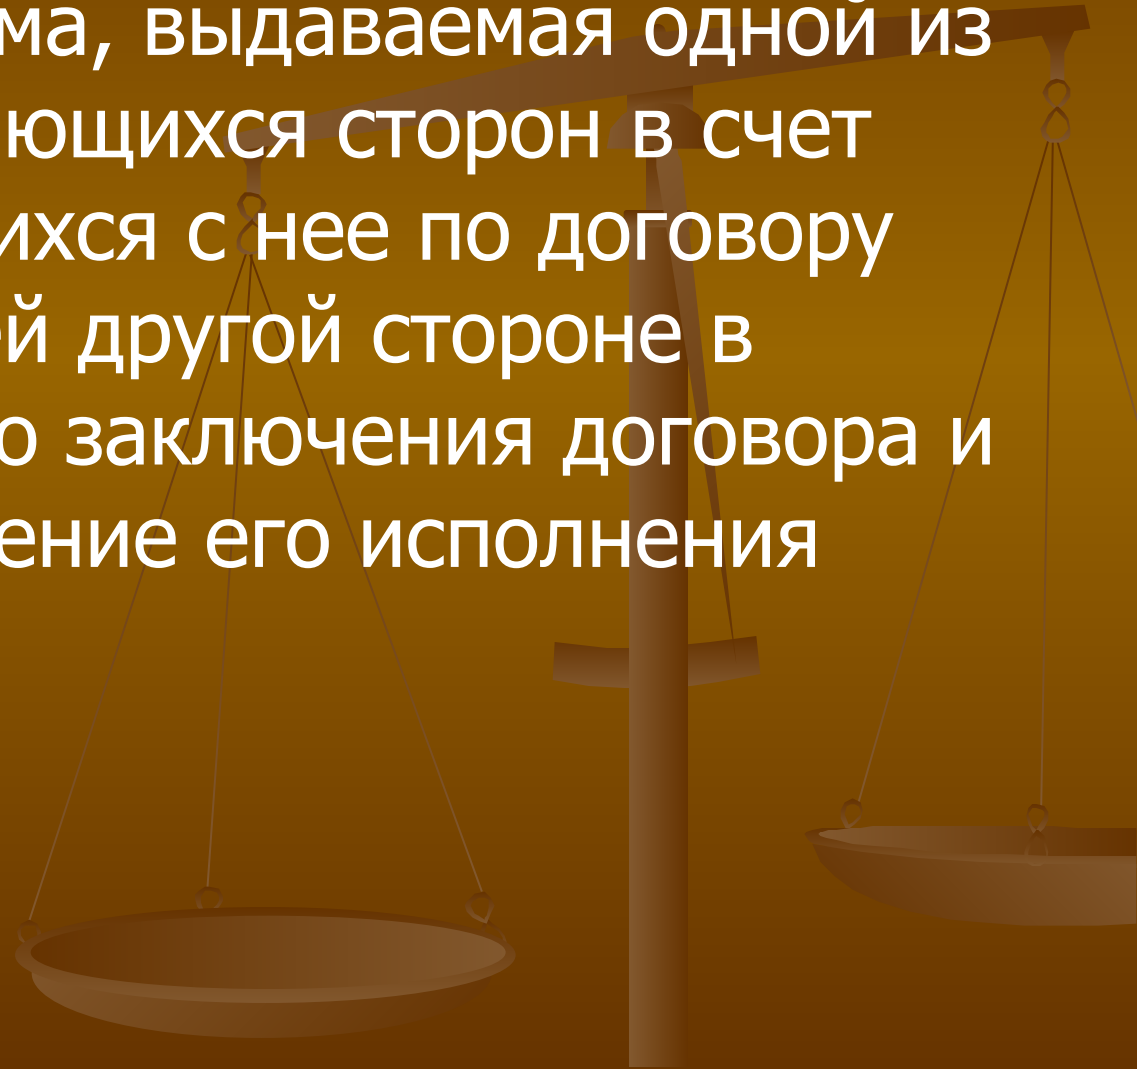 ма, выдаваемая одной из
ющихся сторон в счет
ихся с нее по договору
й другой стороне в
о заключения договора и
ение его исполнения